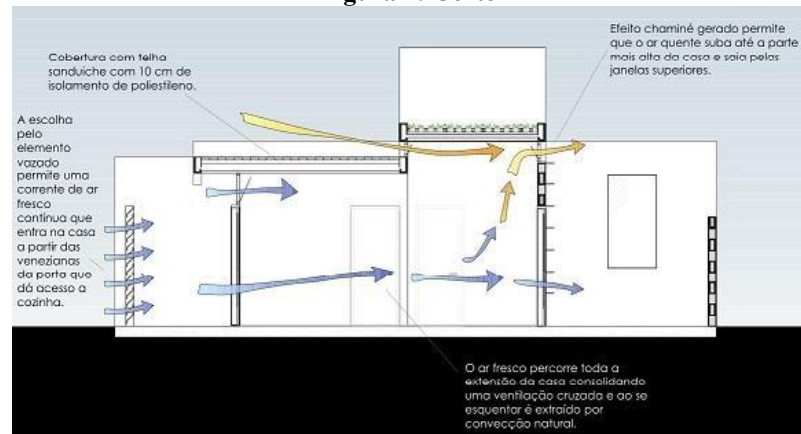 Cobertura com telha
sanduiche com 10 cm de
isolamento de poliestileno.
Efeito chaminé gerado permite
que o ar quente suba até a parte
mais alta da casa e saia pelas
janelas superiores.
A escolha
pelo
elemento
vazado
permite uma
corrente de ar
fresco
contínua que
entra na casa
a partir das
venezianas
da porta que
dá acesso a
cozinha.
O ar fresco percorre toda a
extensão da casa consolidando
uma ventilação cruzada e ao se
esquentar é extraído por
convecção natural.